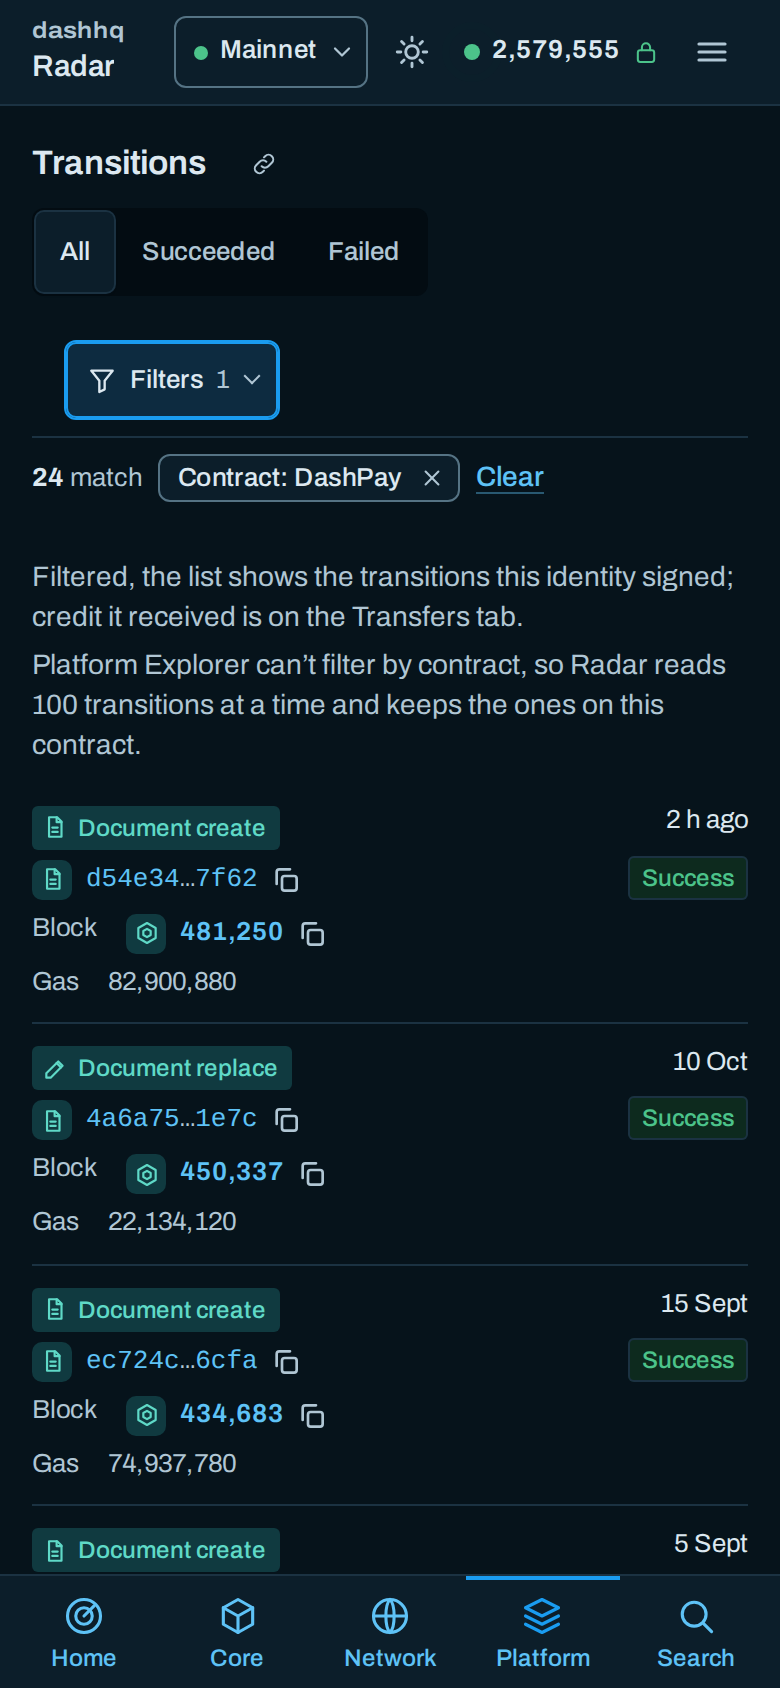 dashhq
Radar
Mainnet
2,579,555
Transitions
All Succeeded Failed
Filters 1
24 match Contract: DashPay Clear
Filtered, the list shows the transitions this identity signed;
credit it received is on the Transfers tab.
Platform Explorer can’t filter by contract, so Radar reads
100 transitions at a time and keeps the ones on this
contract.
Document create 2 h ago
d54e34…7f62 Success
Block 481,250
Gas 82,900,880
Document replace 10 Oct
4a6a75…1e7c Success
Block 450,337
Gas 22,134,120
Document create 15 Sept
ec724c…6cfa Success
Block 434,683
Gas 74,937,780
Document create 5 Sept
Home Core Network Platform Search